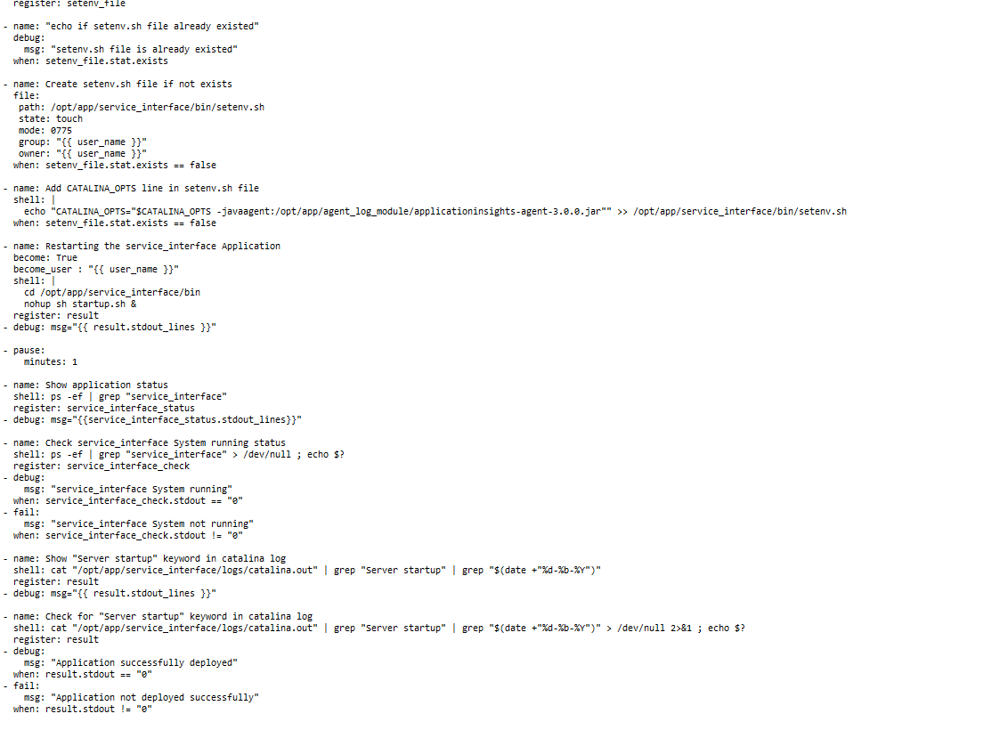 register: setenv_file
- name: "echo if setenv.sh file already existed"
  debug:
    msg: "setenv.sh file is already existed"
  when: setenv_file.stat.exists
- name: Create setenv.sh file if not exists
  file:
   path: /opt/app/service_interface/bin/setenv.sh
   state: touch
   mode: 0775
   group: "{{ user_name }}"
   owner: "{{ user_name }}"
  when: setenv_file.stat.exists == false
- name: Add CATALINA_OPTS line in setenv.sh file
  shell: |
    echo "CATALINA_OPTS="$CATALINA_OPTS -javaagent:/opt/app/agent_log_module/applicationinsights-agent-3.0.0.jar"" >> /opt/app/service_interface/bin/setenv.sh
  when: setenv_file.stat.exists == false
- name: Restarting the service_interface Application
  become: True
  become_user : "{{ user_name }}"
  shell: |
    cd /opt/app/service_interface/bin
    nohup sh startup.sh &
  register: result
- debug: msg="{{ result.stdout_lines }}"
- pause:
    minutes: 1
- name: Show application status
  shell: ps -ef | grep "service_interface"
  register: service_interface_status
- debug: msg="{{service_interface_status.stdout_lines}}"
- name: Check service_interface System running status
  shell: ps -ef | grep "service_interface" > /dev/null ; echo $?
  register: service_interface_check
- debug:
    msg: "service_interface System running"
  when: service_interface_check.stdout == "0"
- fail:
    msg: "service_interface System not running"
  when: service_interface_check.stdout != "0"
- name: Show "Server startup" keyword in catalina log
  shell: cat "/opt/app/service_interface/logs/catalina.out" | grep "Server startup" | grep "$(date +"%d-%b-%Y")"
  register: result
- debug: msg="{{ result.stdout_lines }}"
- name: Check for "Server startup" keyword in catalina log
  shell: cat "/opt/app/service_interface/logs/catalina.out" | grep "Server startup" | grep "$(date +"%d-%b-%Y")" > /dev/null 2>&1 ; echo $?
  register: result
- debug:
    msg: "Application successfully deployed"
  when: result.stdout == "0"
- fail:
    msg: "Application not deployed successfully"
  when: result.stdout != "0"